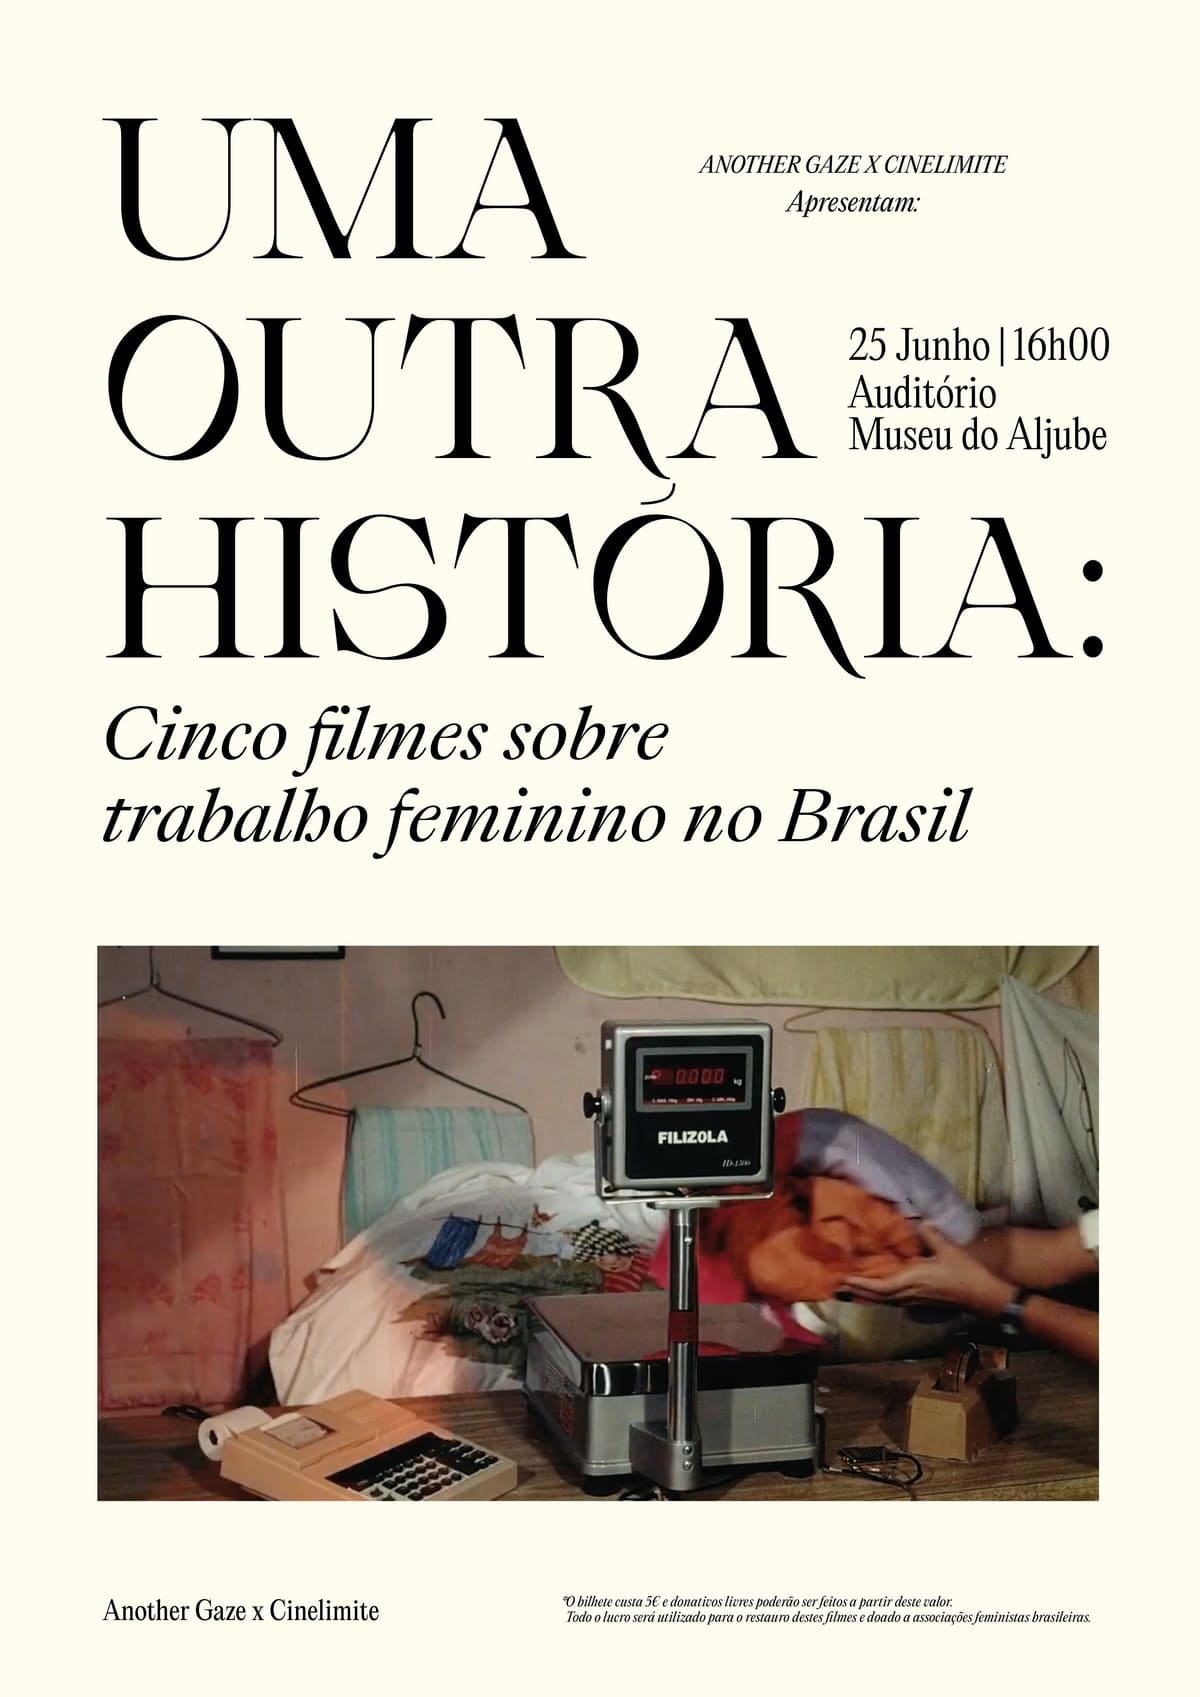 UMA
OUTRA
HISTÓRIA:
ANOTHER GAZE X CINELIMITE
Apresentam:
25 Junho | 16h00
Auditório
Museu do Aljube
Cinco filmes sobre
trabalho feminino no Brasil
0.000 kg
FILIZOLA
ID-1500
Another Gaze x Cinelimite
*O bilhete custa 5€ e donativos livres poderão ser feitos a partir deste valor.
Todo o lucro será utilizado para o restauro destes filmes e doado a associações feministas brasileiras.